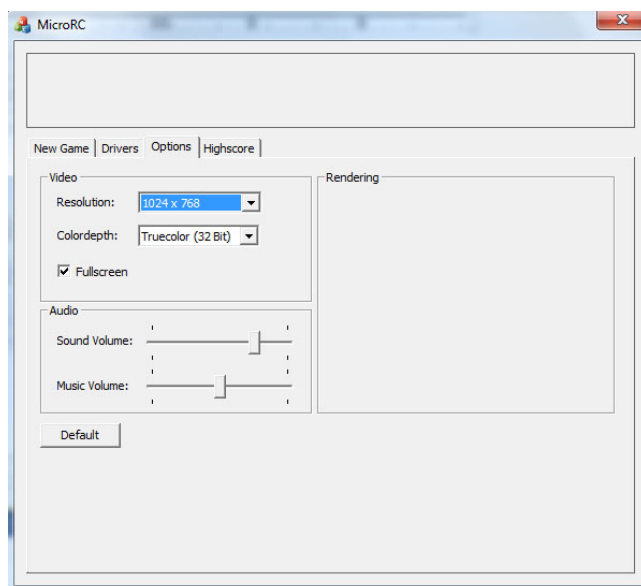 MicroRC
New Game Drivers Options Highscore
Video
Resolution: 1024 x 768
Colordepth: Truecolor (32 Bit)
Fullscreen
Audio
Sound Volume:
Music Volume:
Rendering
Default